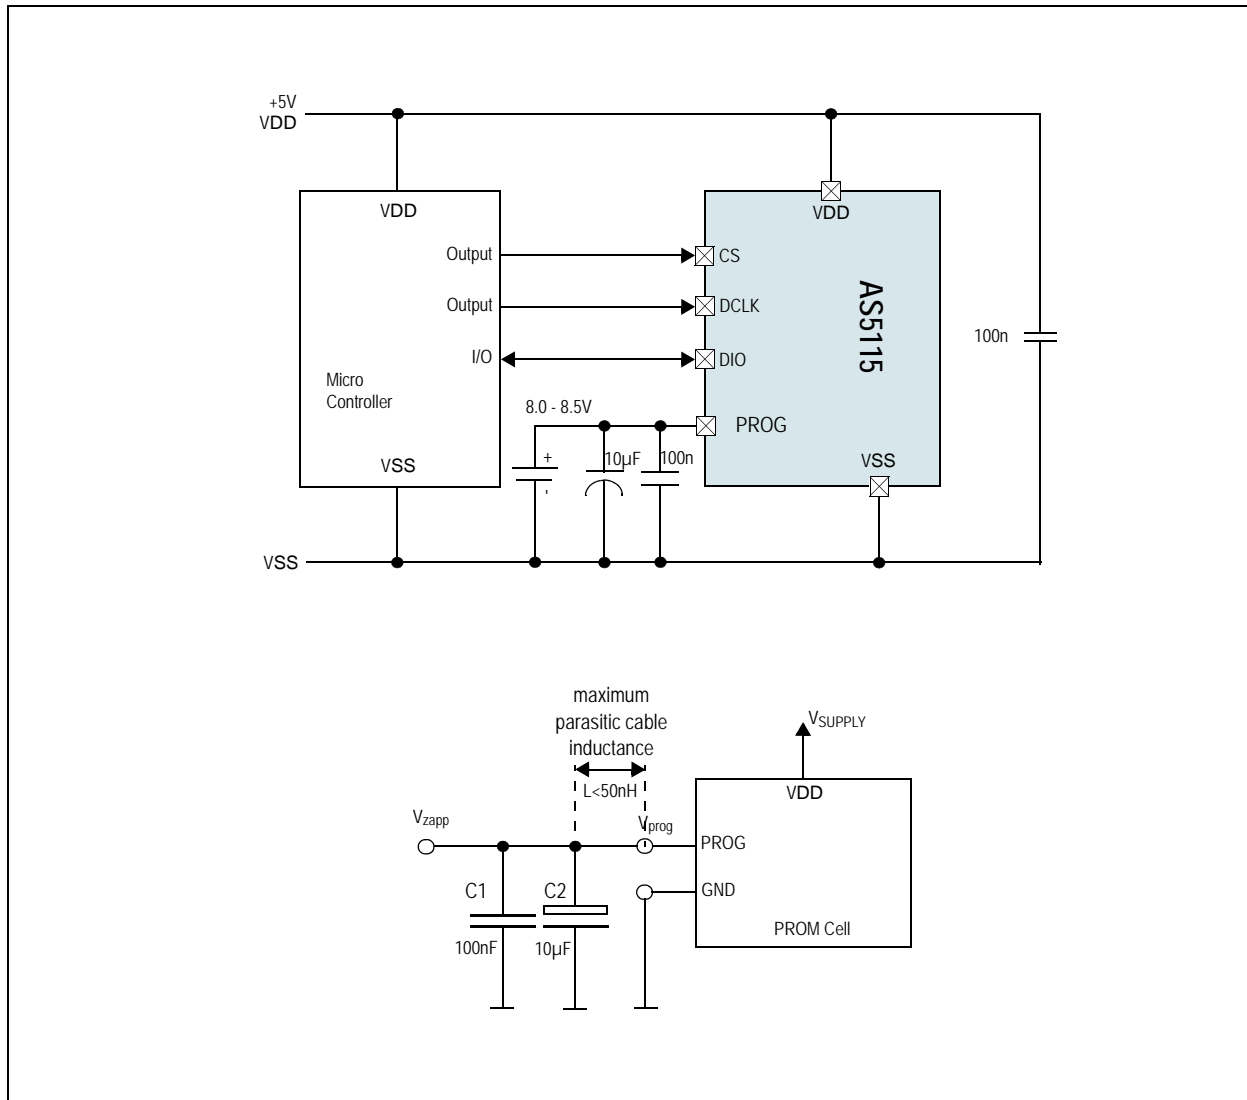 +5V
VDD
VDD
VDD
Output
CS
Output
DCLK
I/O
DIO
AS5115
100n
Micro
Controller
8.0 - 8.5V
PROG
+
10µF
100n
-
VSS
VSS
VSS
maximum
parasitic cable
inductance
L<50nH
VSUPPLY
VDD
Vzapp
Vprog
PROG
C1
C2
GND
100nF
10µF
PROM Cell